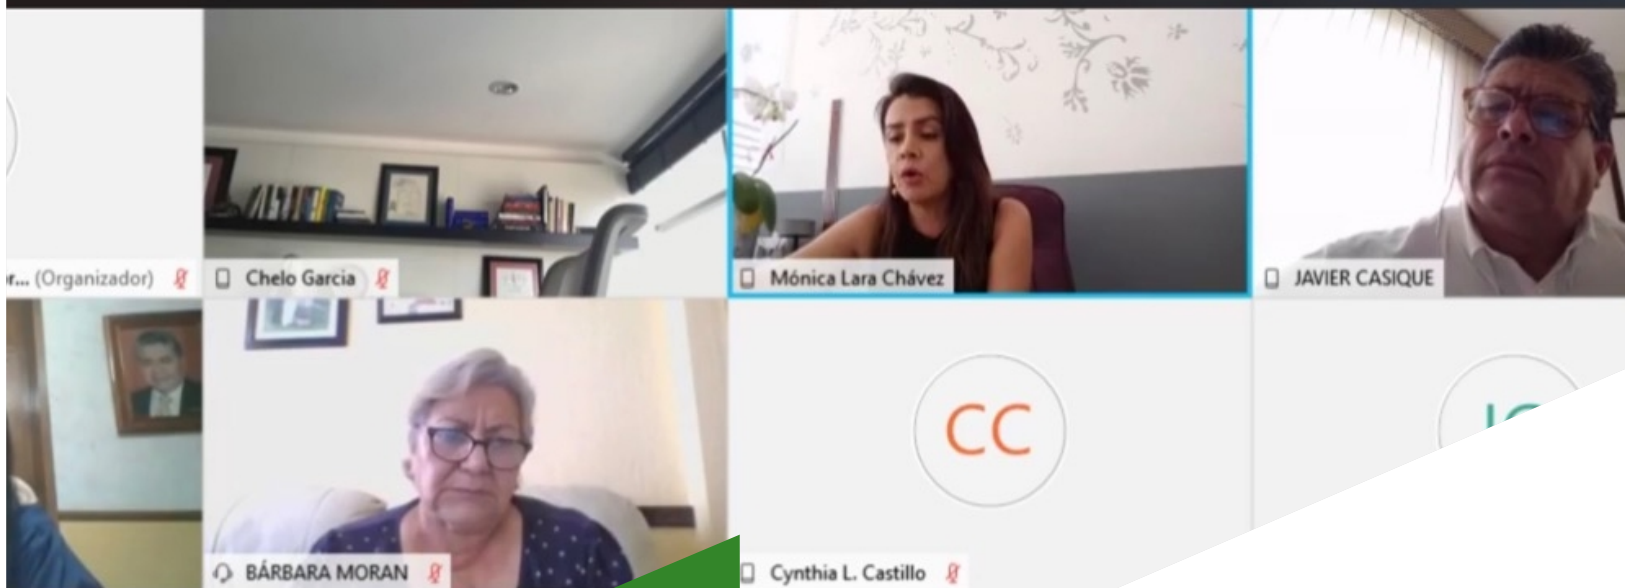 r... (Organizador)
Chelo Garcia
Mónica Lara Chávez
JAVIER CASIQUE
BÁRBARA MORAN
CC
Cynthia L. Castillo